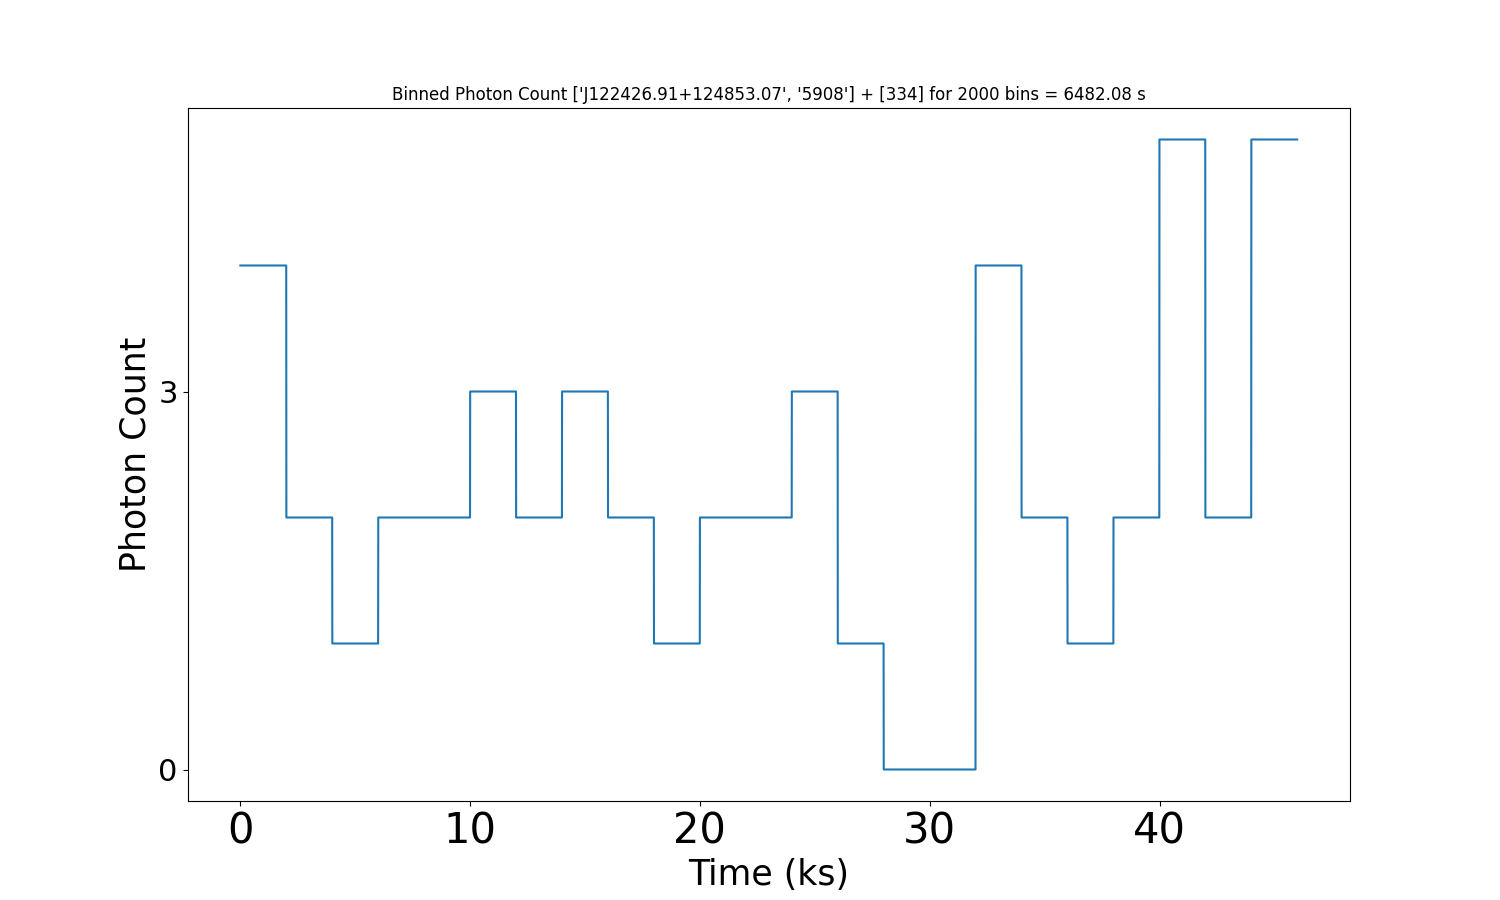 Binned Photon Count ['J122426.91+124853.07', '5908'] + [334] for 2000 bins = 6482.08 s
Photon Count
3
0
0 10 20 30 40
Time (ks)